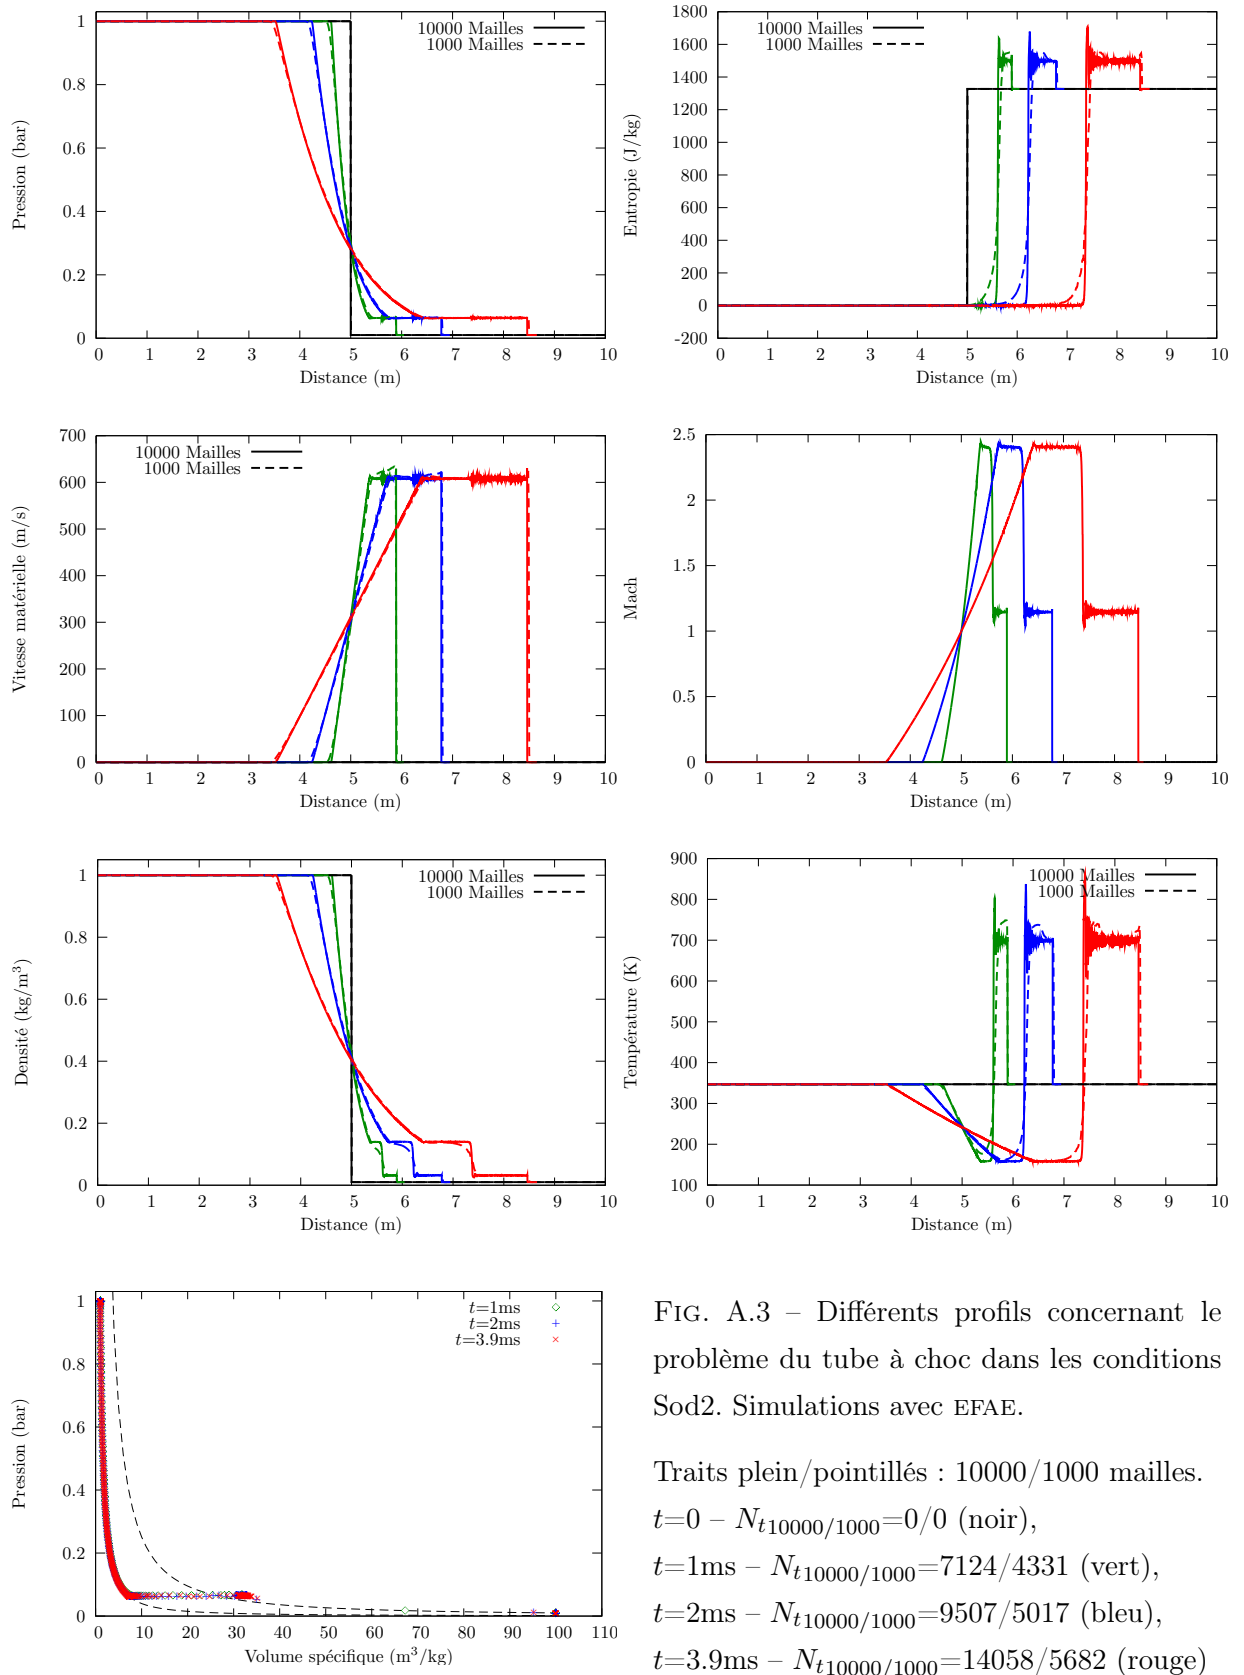 10000 Mailles
1000 Mailles
Pression (bar)
1
0.8
0.6
0.4
0.2
0
0 1 2 3 4 5 6 7 8 9 10
Distance (m)
10000 Mailles
1000 Mailles
Entropie (J/kg)
1800
1600
1400
1200
1000
800
600
400
200
0
-200
0 1 2 3 4 5 6 7 8 9 10
Distance (m)
10000 Mailles
1000 Mailles
Vitesse matérielle (m/s)
700
600
500
400
300
200
100
0
0 1 2 3 4 5 6 7 8 9 10
Distance (m)
Mach
2.5
2
1.5
1
0.5
0
0 1 2 3 4 5 6 7 8 9 10
Distance (m)
10000 Mailles
1000 Mailles
Densité (kg/m³)
1
0.8
0.6
0.4
0.2
0
0 1 2 3 4 5 6 7 8 9 10
Distance (m)
10000 Mailles
1000 Mailles
Température (K)
900
800
700
600
500
400
300
200
100
0 1 2 3 4 5 6 7 8 9 10
Distance (m)
t=1ms
t=2ms
t=3.9ms
Pression (bar)
1
0.8
0.6
0.4
0.2
0
0 10 20 30 40 50 60 70 80 90 100 110
Volume spécifique (m³/kg)
FIG. A.3 – Différents profils concernant le
problème du tube à choc dans les conditions
Sod2. Simulations avec EFAE.
Traits plein/pointillés : 10000/1000 mailles.
t=0 – Nt10000/1000=0/0 (noir),
t=1ms – Nt10000/1000=7124/4331 (vert),
t=2ms – Nt10000/1000=9507/5017 (bleu),
t=3.9ms – Nt10000/1000=14058/5682 (rouge)